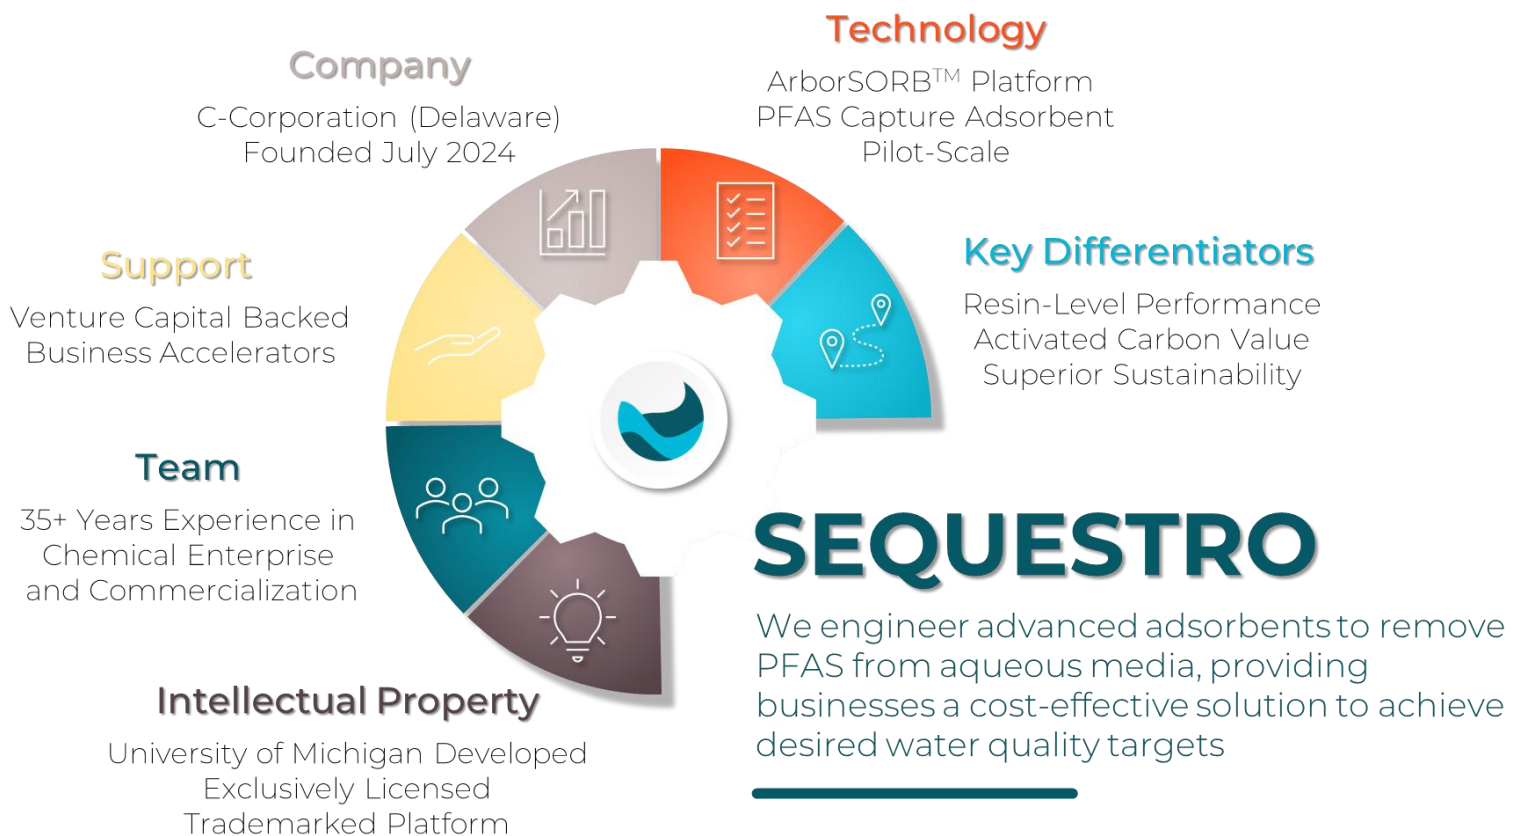 Technology
ArborSORB™ Platform
PFAS Capture Adsorbent
Pilot-Scale
Company
C-Corporation (Delaware)
Founded July 2024
Key Differentiators
Resin-Level Performance
Activated Carbon Value
Superior Sustainability
Support
Venture Capital Backed
Business Accelerators
Team
35+ Years Experience in
Chemical Enterprise
and Commercialization
Intellectual Property
University of Michigan Developed
Exclusively Licensed
Trademarked Platform
SEQUESTRO
We engineer advanced adsorbents to remove
PFAS from aqueous media, providing
businesses a cost-effective solution to achieve
desired water quality targets